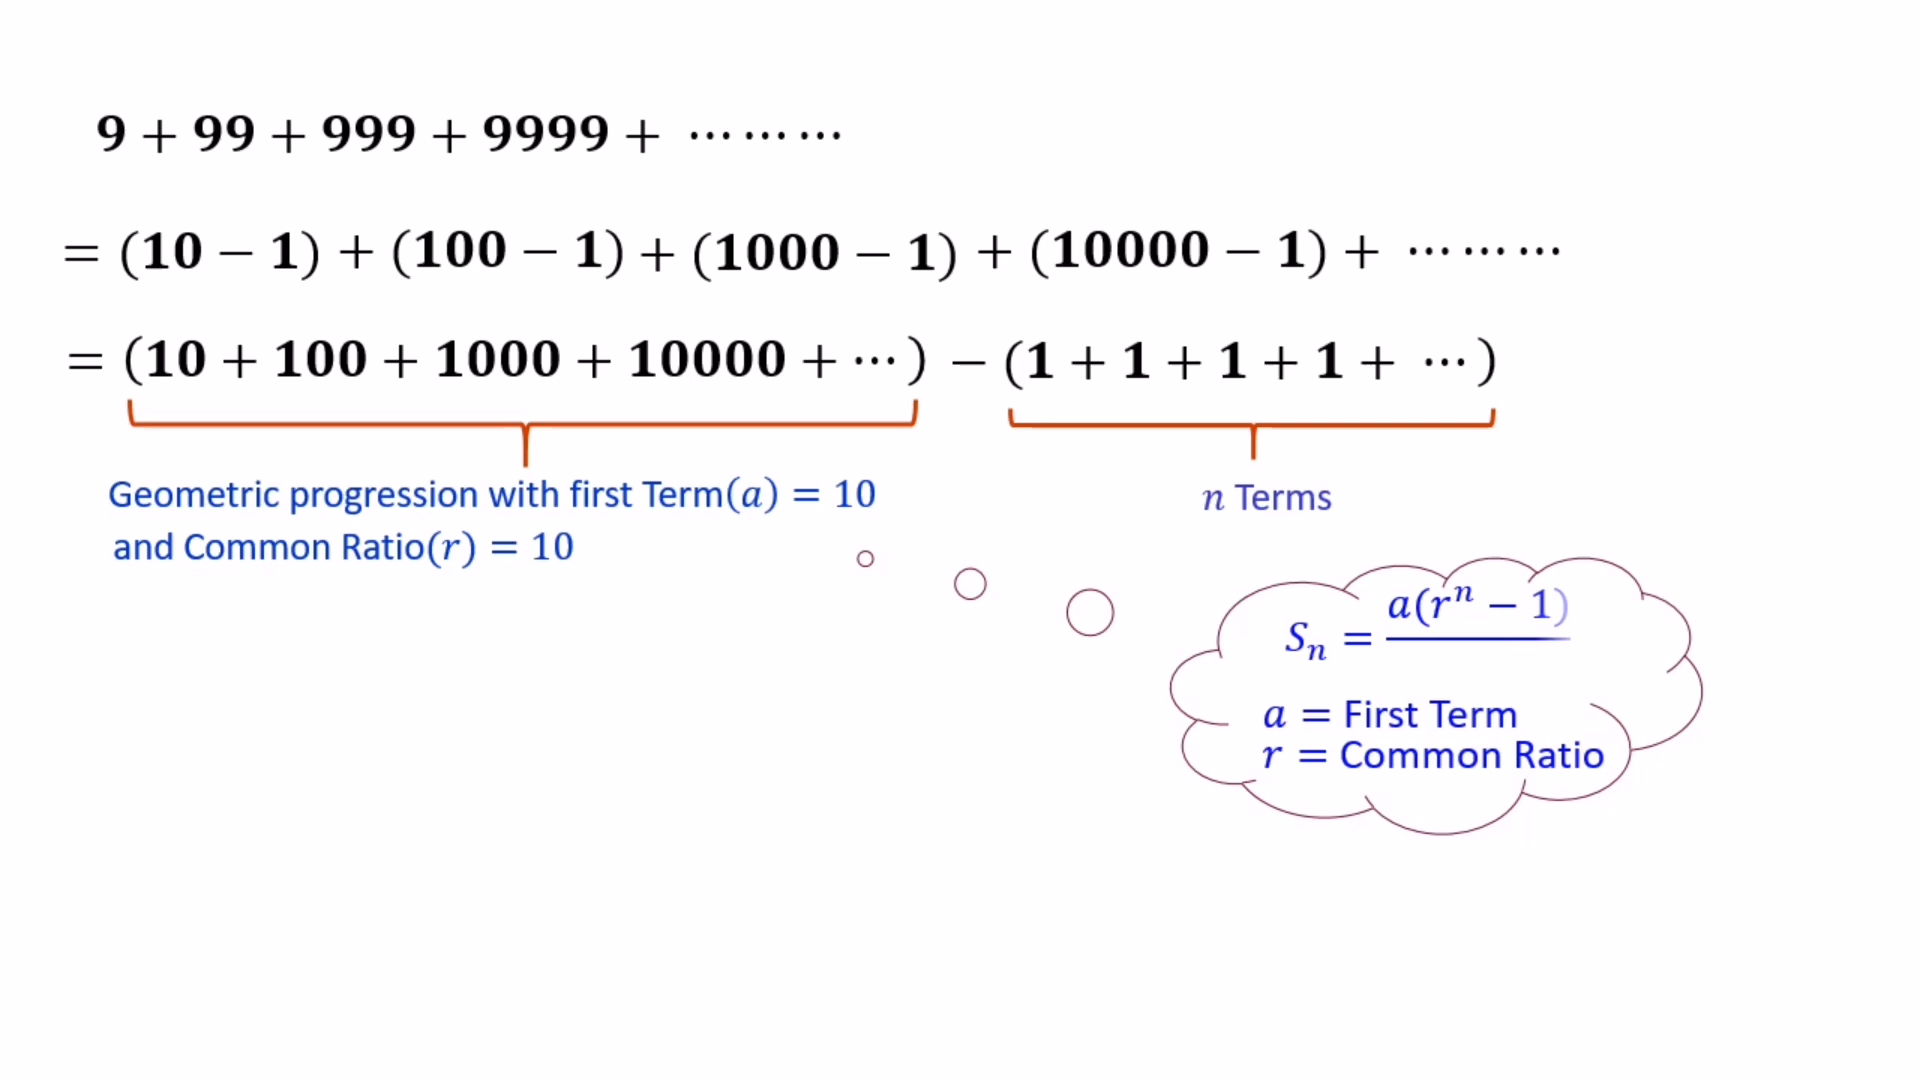 9 + 99 + 999 + 9999 + ⋯⋯⋯
= (10 − 1) + (100 − 1) + (1000 − 1) + (10000 − 1) + ⋯⋯⋯
= (10 + 100 + 1000 + 10000 + ⋯) − (1 + 1 + 1 + 1 + ⋯)
Geometric progression with first Term(a) = 10
and Common Ratio(r) = 10
n Terms
Sₙ = a(rⁿ − 1)
a = First Term
r = Common Ratio